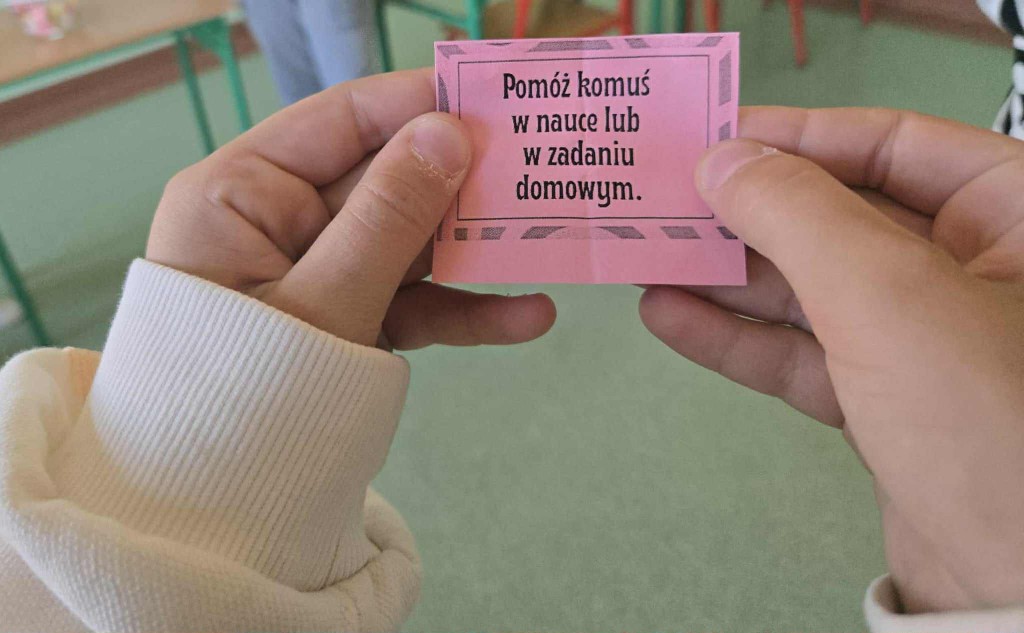 Pomóż komuś
w nauce lub
w zadaniu
domowym.